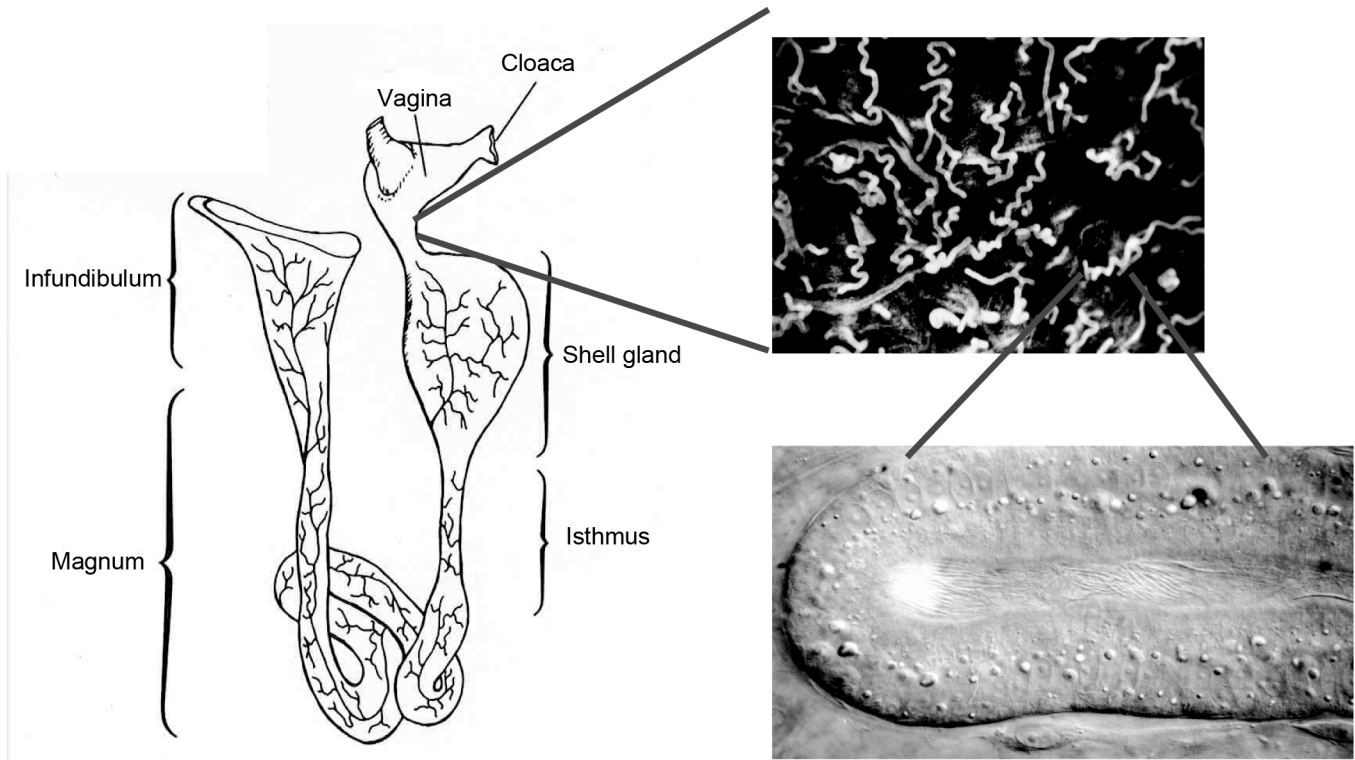 Cloaca
Vagina
Infundibulum
Shell gland
Magnum
Isthmus